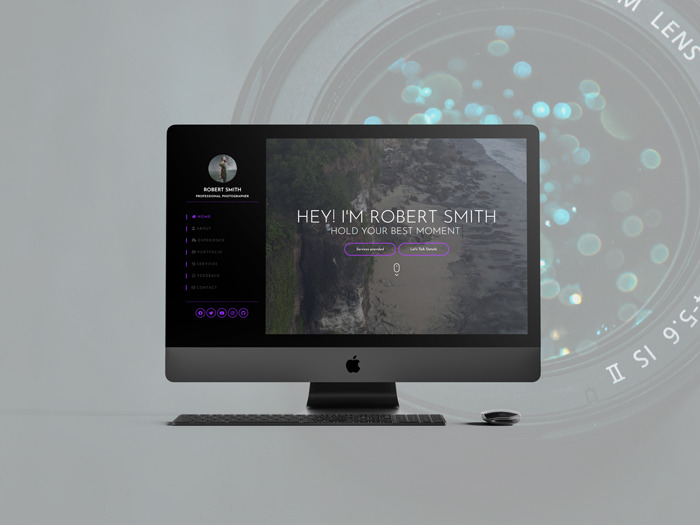 M LENS
ROBERT SMITH
PROFESSIONAL PHOTOGRAPHER
HOME
ABOUT
EXPERIENCE
PORTFOLIO
SERVICES
FEEDBACK
CONTACT
HEY! I'M ROBERT SMITH
HOLD YOUR BEST MOMENT
Services provided
Let's Talk Details
-5.6 IS II